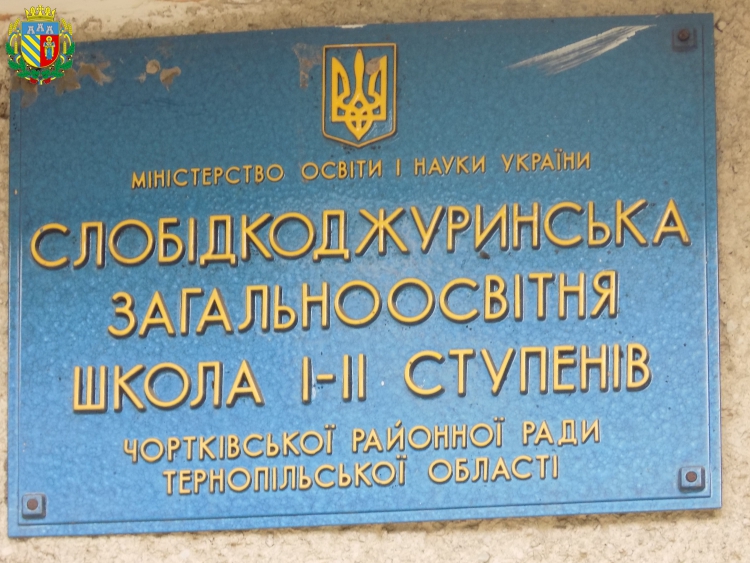 МІНІСТЕРСТВО ОСВІТИ І НАУКИ УКРАЇНИ
СЛОБІДКОДЖУРИНСЬКА
ЗАГАЛЬНООСВІТНЯ
ШКОЛА І-ІІ СТУПЕНІВ
ЧОРТКІВСЬКОЇ РАЙОННОЇ РАДИ
ТЕРНОПІЛЬСЬКОЇ ОБЛАСТІ